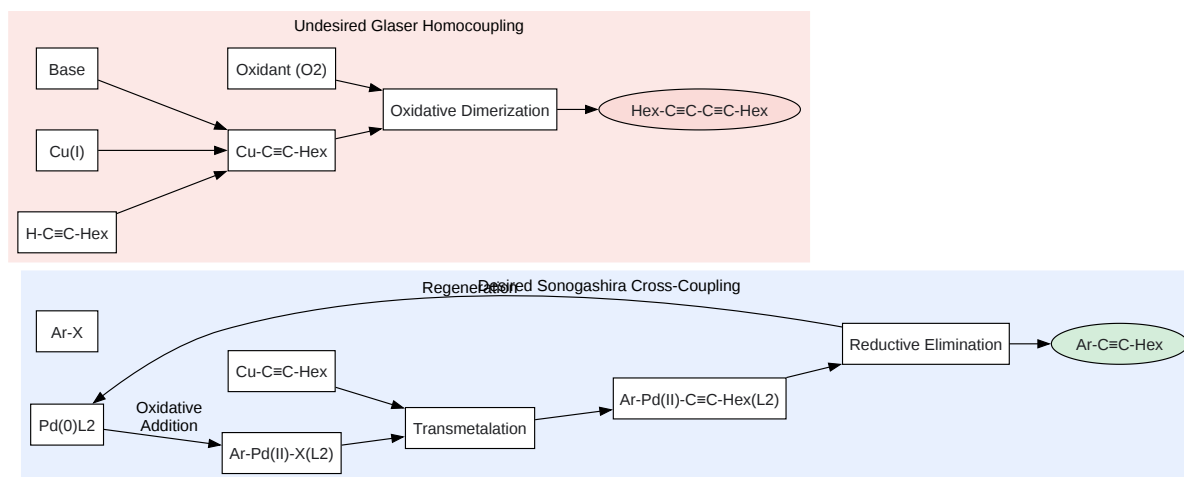 Undesired Glaser Homocoupling
Base
Oxidant (O2)
Oxidative Dimerization
Hex-C≡C-C≡C-Hex
Cu(I)
Cu-C≡C-Hex
H-C≡C-Hex
Desired Sonogashira Cross-Coupling
Regeneration
Ar-X
Reductive Elimination
Ar-C≡C-Hex
Cu-C≡C-Hex
Ar-Pd(II)-C≡C-Hex(L2)
Pd(0)L2
Oxidative
Addition
Transmetalation
Ar-Pd(II)-X(L2)